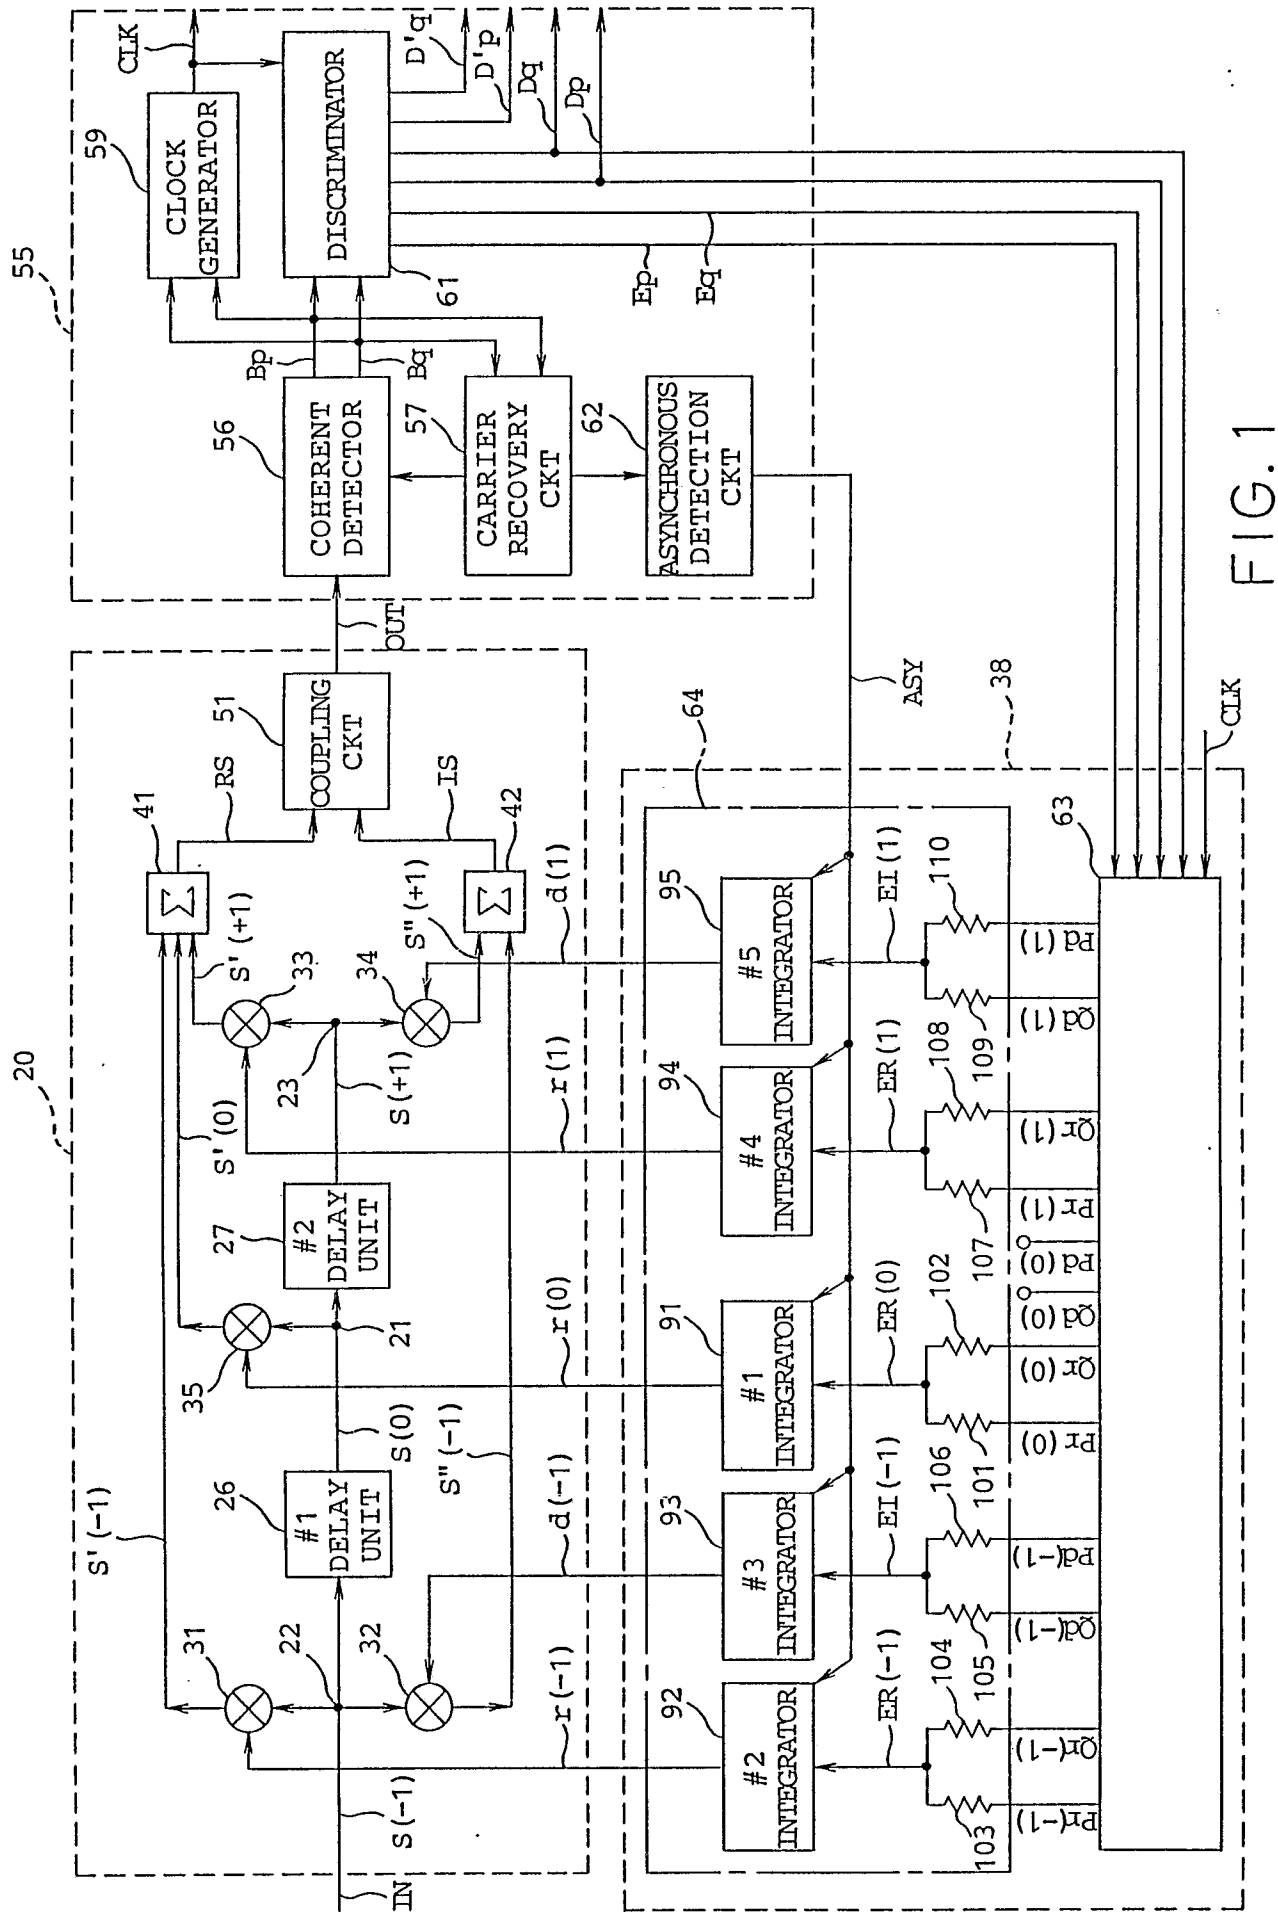 FIG. 1
20
S'(-1)
S'(0)
41
RS
31
35
S'(+1)
33
51
COUPLING
CKT
OUT
22
26
#1
DELAY
UNIT
21
27
#2
DELAY
UNIT
23
34
IN
S(-1)
32
S(0)
S(+1)
S"(+1)
IS
42
S"(-1)
Σ
Σ
r(-1)
d(-1)
r(0)
r(1)
d(1)
55
59
CLOCK
GENERATOR
CLK
Bp
Bq
56
COHERENT
DETECTOR
61
DISCRIMINATOR
D'q
D'p
Dq
Dp
57
CARRIER
RECOVERY
CKT
62
ASYNCHRONOUS
DETECTION
CKT
Ep
Eq
ASY
64
38
92
#2
INTEGRATOR
93
#3
INTEGRATOR
91
#1
INTEGRATOR
94
#4
INTEGRATOR
95
#5
INTEGRATOR
ER(-1)
EI(-1)
ER(0)
ER(1)
EI(1)
103
104
105
106
101
102
107
108
109
110
Pr(-1)
Qr(-1)
Qd(-1)
Pd(-1)
Pr(0)
Qr(0)
Qd(0)
Pd(0)
Pr(1)
Qr(1)
Qd(1)
Pd(1)
63
CLK